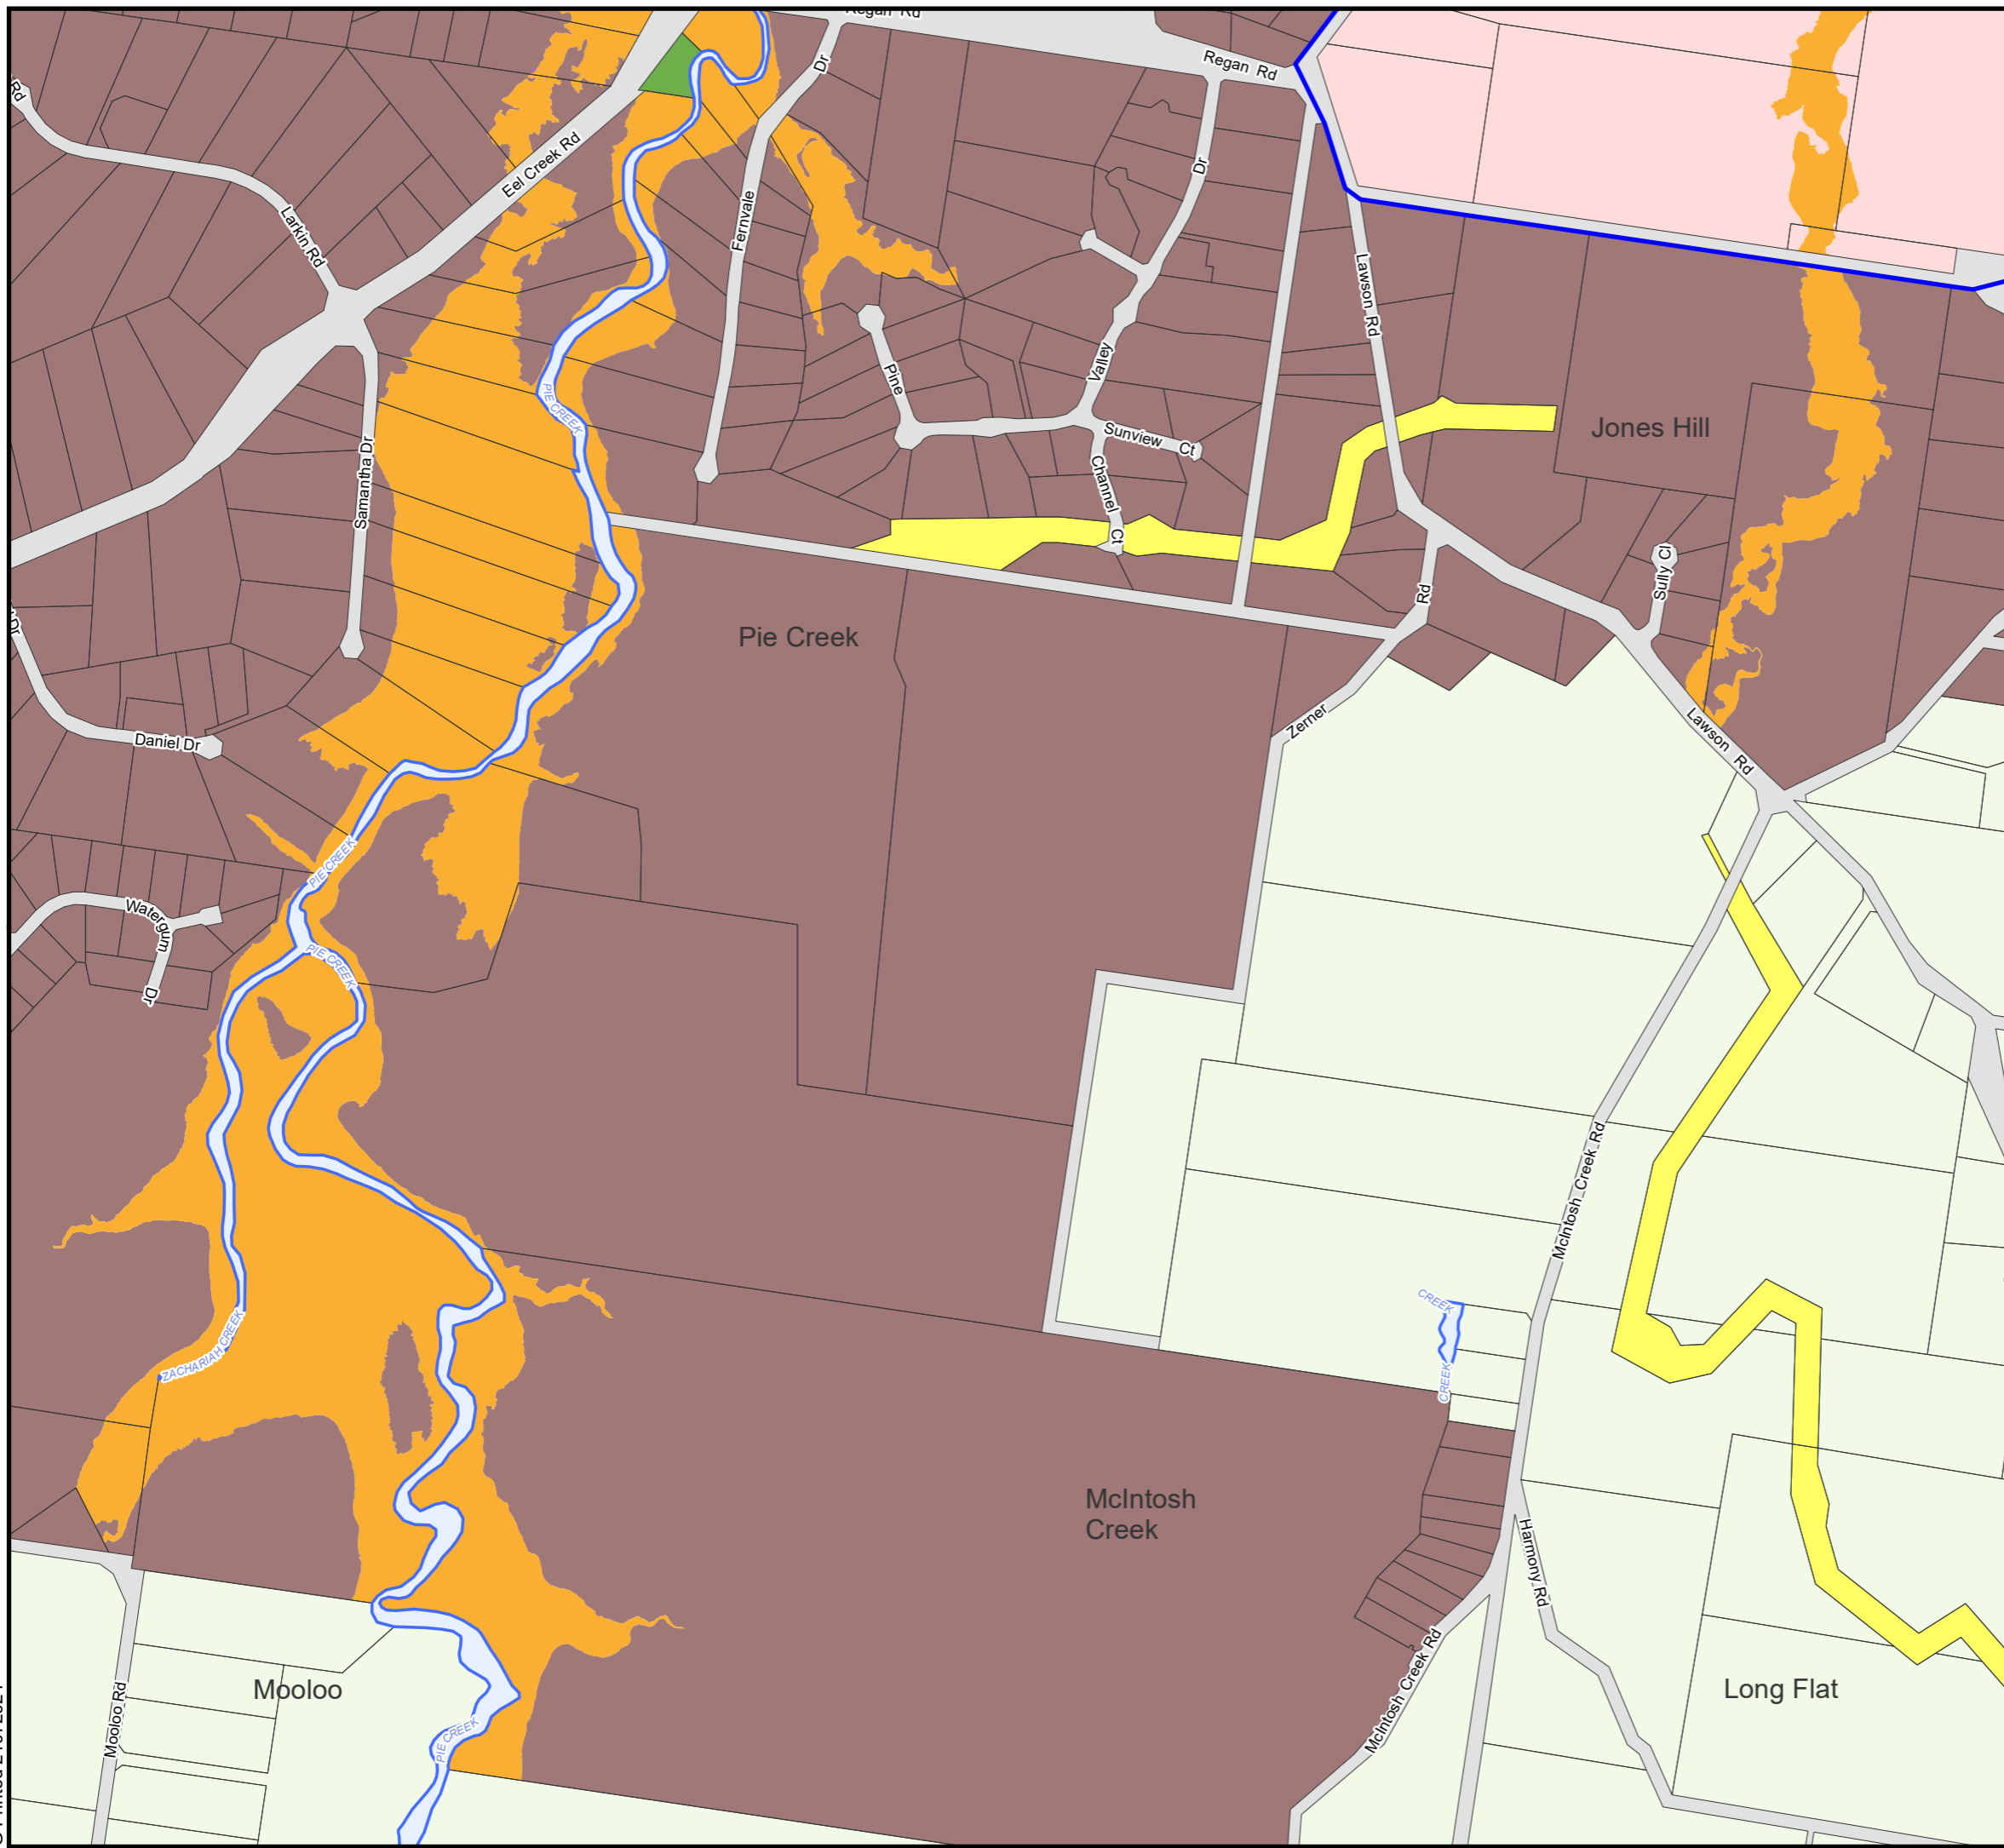 Regan Rd
Rd
Dr
Regan Rd
Eel Creek Rd
Dr
Larkin Rd
Fernvale
Lawson Rd
PIE CREEK
Pine
Valley
Jones Hill
Sunview Ct
Samantha Dr
Channel Ct
Sully Cl
Rd
Dr
Pie Creek
Zerner
Lawson Rd
Daniel Dr
PIE CREEK
Watergum
Dr
PIE CREEK
McIntosh Creek Rd
CREEK
ZACHARIAH CREEK
CREEK
McIntosh
Creek
Harmony Rd
McIntosh Creek Rd
Mooloo
Long Flat
Mooloo Rd
PIE CREEK